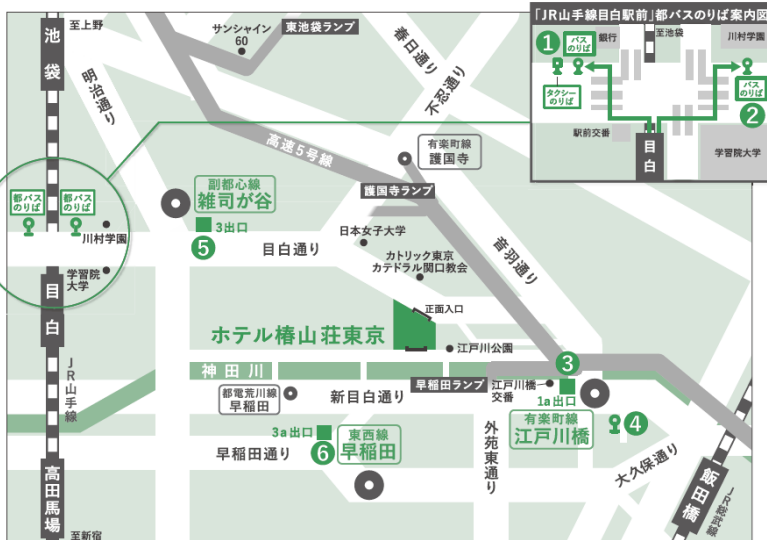 「JR山手線目白駅前」都バスのりば案内図
1
銀行
バス
のりば
至池袋
川村学園
タクシー
のりば
バス
のりば
2
駅前交番
目白
学習院大学
至上野
池袋
明治通り
サンシャイン
60
東池袋ランプ
春日通り
不忍通り
高速5号線
有楽町線
護国寺
護国寺ランプ
副都心線
雑司が谷
3出口
5
都バス
のりば
都バス
のりば
川村学園
学習院
大学
目白
目白通り
日本女子大学
カトリック東京
カテドラル関口教会
音羽通り
正面入口
ホテル椿山荘東京
江戸川公園
神田川
早稲田ランプ
江戸川橋
交番
3
1a出口
有楽町線
江戸川橋
4
JR山手線
都電荒川線
早稲田
新目白通り
3a出口
6
東西線
早稲田
早稲田通り
外苑東通り
大久保通り
飯田橋
JR総武線
高田馬場
至新宿